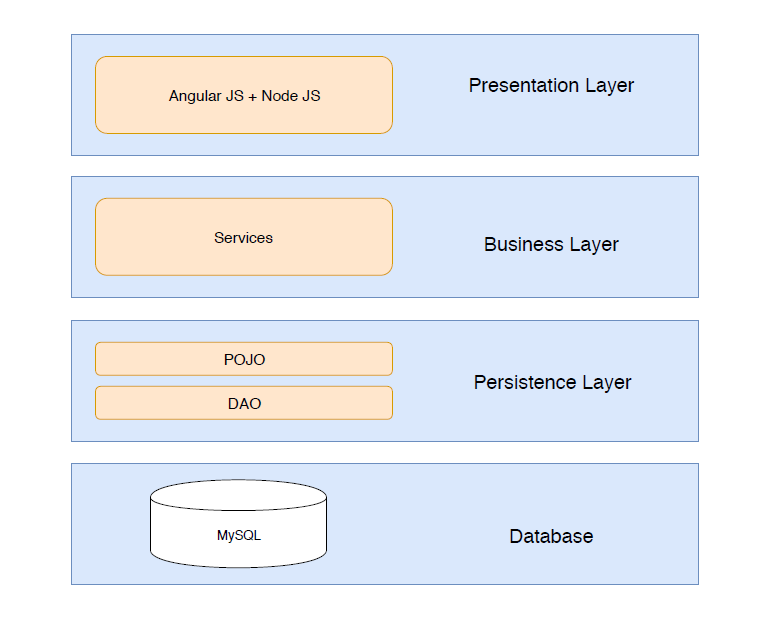 Angular JS + Node JS
Presentation Layer
Services
Business Layer
POJO
DAO
Persistence Layer
MySQL
Database